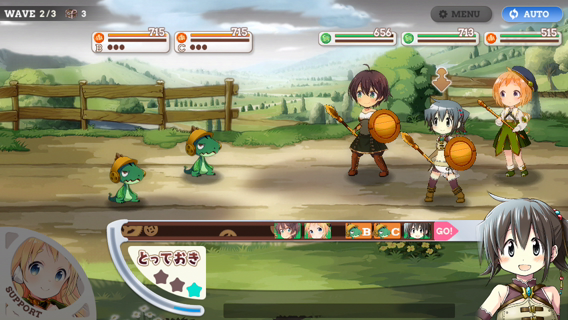 WAVE 2/3 3
MENU
AUTO
715
B
715
C
656
713
515
B
C
GO!
とっておき
SUPPORT